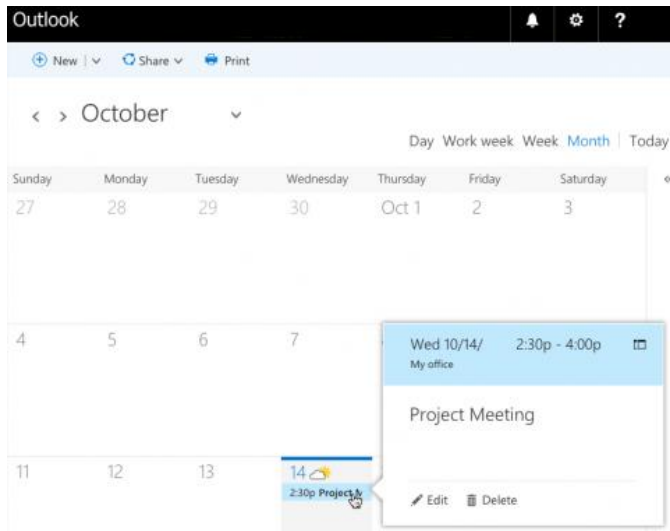 Outlook ?
New Share Print
October
Day Work week Week Month Today
Sunday Monday Tuesday Wednesday Thursday Friday Saturday
27 28 29 30 Oct 1 2 3
4 5 6 7
Wed 10/14/ 2:30p - 4:00p
My office
Project Meeting
11 12 13 14
2:30p Project
Edit Delete